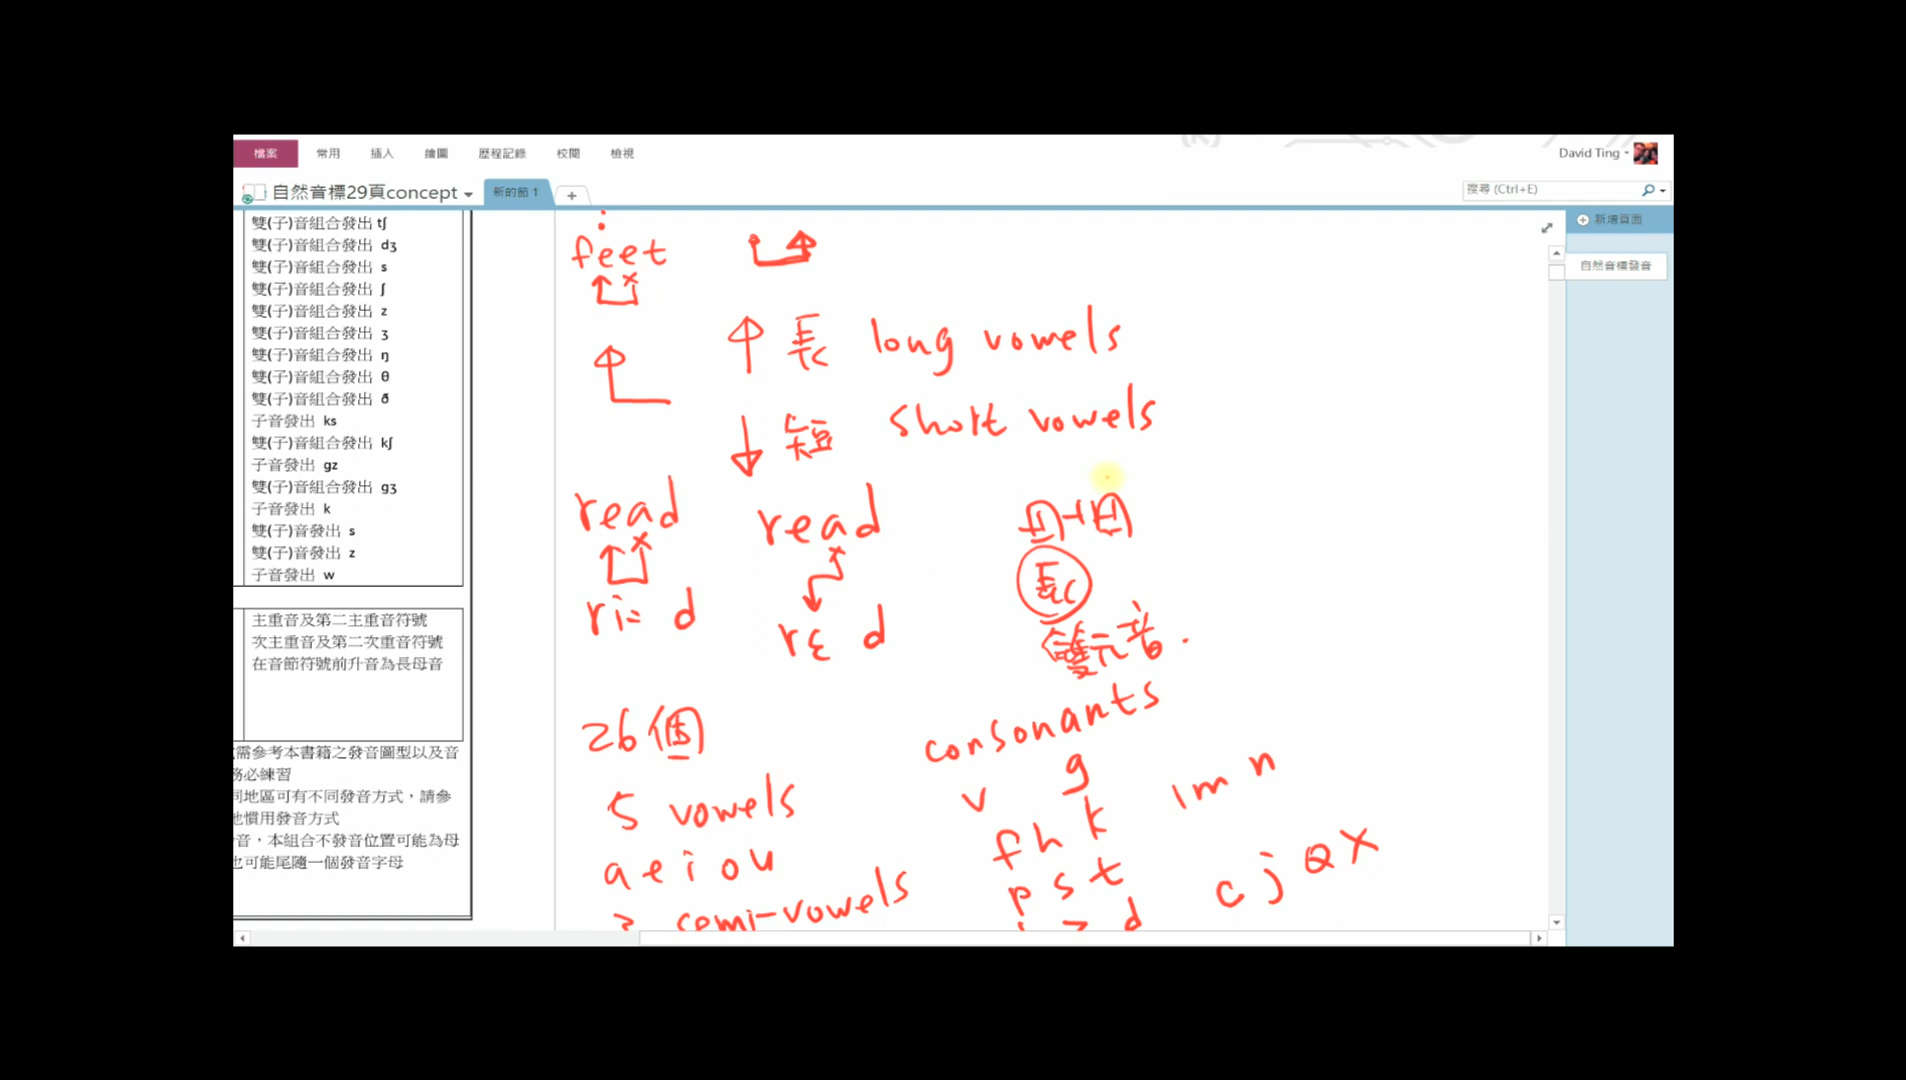 檔案 常用 插入 繪圖 歷程記錄 校閱 檢視 David Ting
自然音標29頁concept 新的節 1 + 搜尋 (Ctrl+E)
新增頁面
自然音標發音
雙(子)音組合發出 tʃ
雙(子)音組合發出 dʒ
雙(子)音組合發出 s
雙(子)音組合發出 ʃ
雙(子)音組合發出 z
雙(子)音組合發出 ʒ
雙(子)音組合發出 ŋ
雙(子)音組合發出 θ
雙(子)音組合發出 ð
子音發出 ks
雙(子)音組合發出 kʃ
子音發出 gz
雙(子)音組合發出 gʒ
子音發出 k
雙(子)音發出 s
雙(子)音發出 z
子音發出 w
主重音及第二主重音符號
次主重音及第二次重音符號
在音節符號前升音為長母音
需參考本書籍之發音圖型以及音
務必練習
同地區可有不同發音方式，請參
地慣用發音方式
音，本組合不發音位置可能為母
也可能尾隨一個發音字母
feet
長 long vowels
短 short vowels
read read
ri: d rɛ d
長
雙元音.
26個
5 vowels
a e i o u
semi-vowels
consonants
v g l m n
f h k
p s t c j Q X
z d